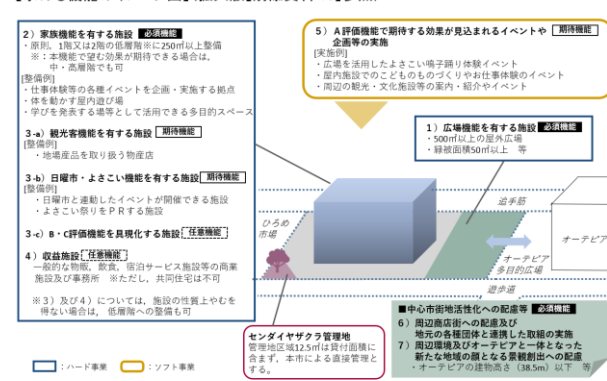 2）家族機能を有する施設 必須機能
・原則，1階又は2階の低層階※に250㎡以上整備
※：本機能で望む効果が期待できる場合は，
中・高層階でも可
[整備例]
・仕事体験等の各種イベントを企画・実施する拠点
・体を動かす屋内遊び場
・学びを発表する場等として活用できる多目的スペース
3-a）観光客機能を有する施設 期待機能
[整備例]
・地場産品を取り扱う物産店
3-b）日曜市・よさこい機能を有する施設 期待機能
[整備例]
・日曜市と連動したイベントが開催できる施設
・よさこい祭りをＰＲする施設
3-c）B・C評価機能を具現化する施設 任意機能
4）収益施設 任意機能
一般的な物販，飲食，宿泊サービス施設等の商業
施設及び事務所 ※ただし，共同住宅は不可
※３）及び４）については，施設の性質上やむを
得ない場合は，低層階への整備も可
：ハード事業
：ソフト事業
5）Ａ評価機能で期待する効果が見込まれるイベントや 期待機能
企画等の実施
[実施例]
・広場を活用したよさこい鳴子踊り体験イベント
・屋内施設でのこどものものづくりやお仕事体験のイベント
・周辺の観光・文化施設等の案内・紹介やイベント
1）広場機能を有する施設 必須機能
・500㎡以上の屋外広場
・緑被面積50㎡以上 等
追手筋
ひろめ
市場
オーテピア
オーテピア
多目的広場
遊歩道
センダイヤザクラ管理地
管理地区域12.5㎡は貸付面積に
含まず，本市による直接管理と
する。
■中心市街地活性化への配慮等 必須機能
6）周辺商店街への配慮及び
地元の各種団体と連携した取組の実施
7）周辺環境及びオーテピアと一体となった
新たな地域の顔となる景観創出への配慮
・オーテピアの建物高さ（38.5m）以下 等